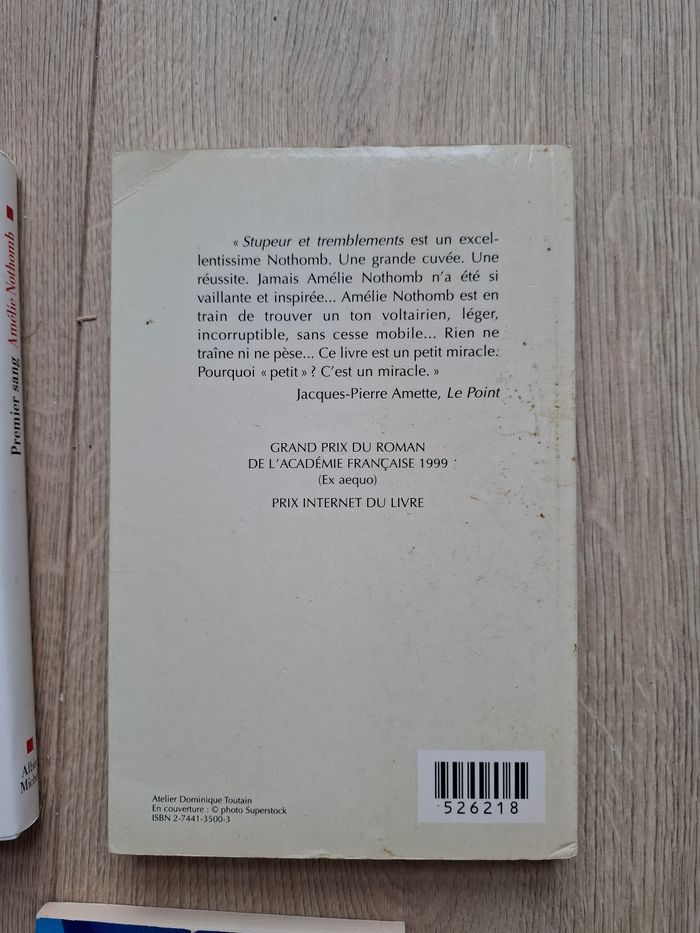 « Stupeur et tremblements est un excel-
lentissime Nothomb. Une grande cuvée. Une
réussite. Jamais Amélie Nothomb n'a été si
vaillante et inspirée... Amélie Nothomb est en
train de trouver un ton voltairien, léger,
incorruptible, sans cesse mobile... Rien ne
traîne ni ne pèse... Ce livre est un petit miracle.
Pourquoi « petit » ? C'est un miracle. »
Jacques-Pierre Amette, Le Point
GRAND PRIX DU ROMAN
DE L'ACADÉMIE FRANÇAISE 1999
(Ex aequo)
PRIX INTERNET DU LIVRE
Atelier Dominique Toutain
En couverture : © photo Superstock
ISBN 2-7441-3500-3
526218
Premier sang Amélie Nothomb